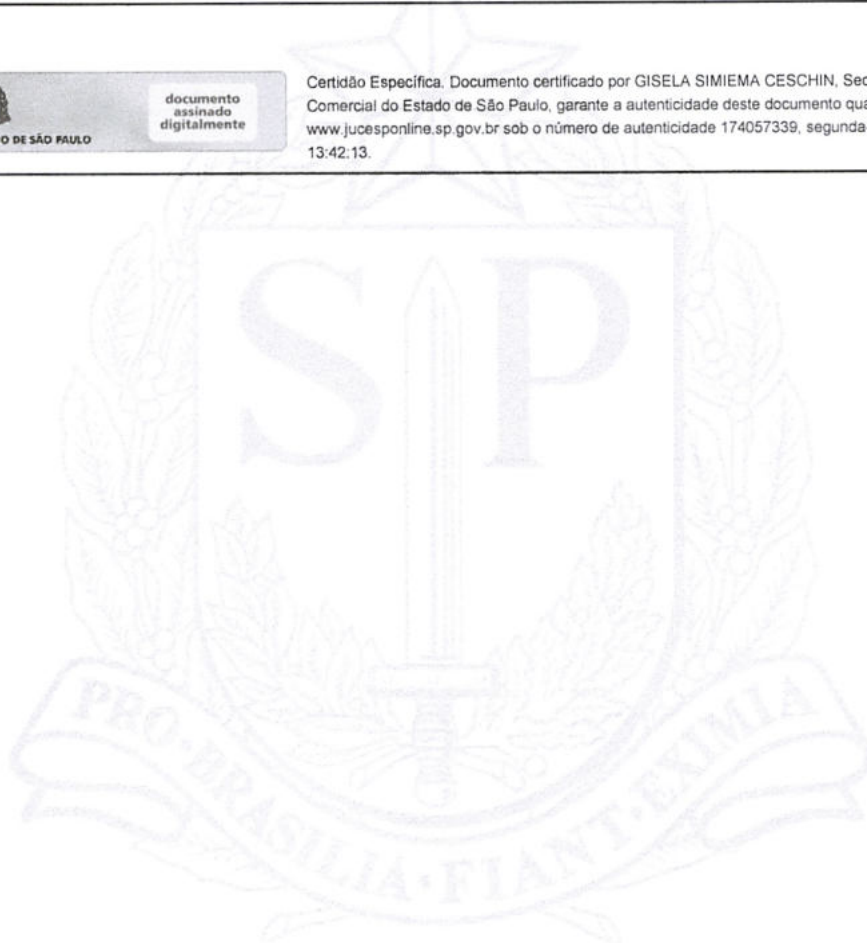 O DE SÃO PAULO
documento
assinado
digitalmente
Certidão Específica. Documento certificado por GISELA SIMIEMA CESCHIN, Sec
Comercial do Estado de São Paulo, garante a autenticidade deste documento qua
www.jucesponline.sp.gov.br sob o número de autenticidade 174057339, segunda
13:42:13.
S P
PRO·BRASILIA·FIANT·EXIMIA